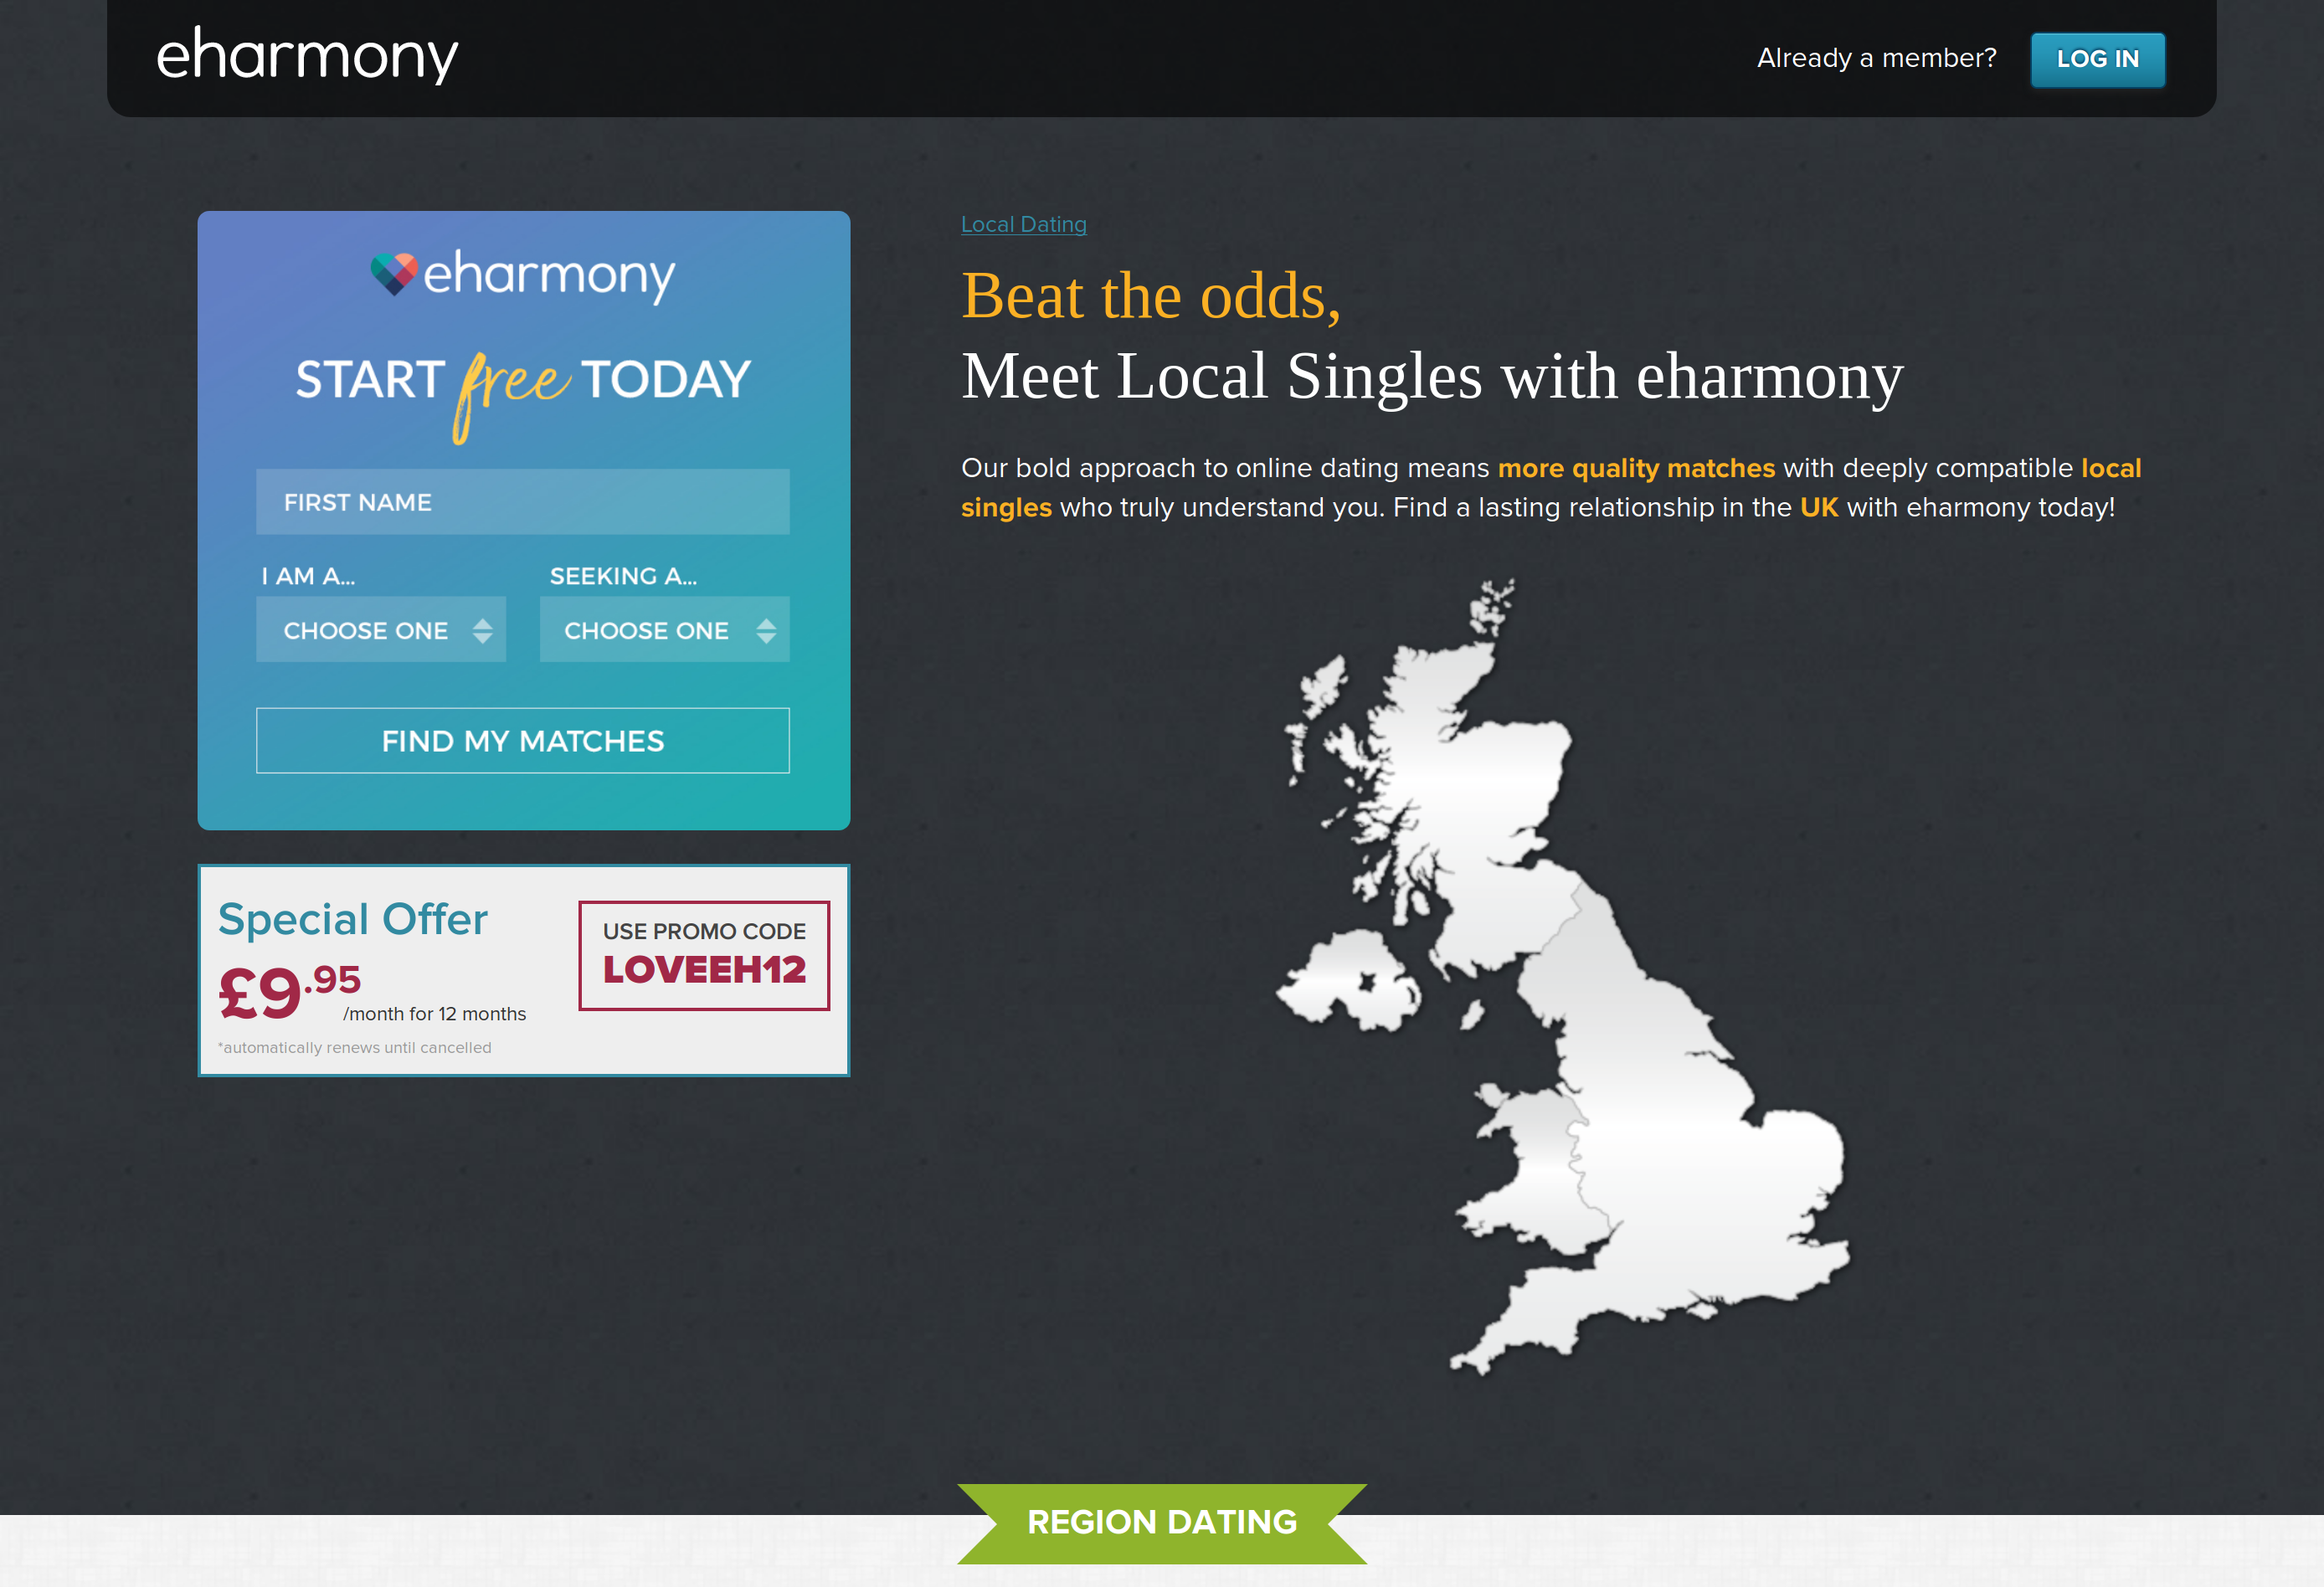 eharmony
Already a member?
LOG IN
eharmony
START free TODAY
FIRST NAME
I AM A...
SEEKING A...
CHOOSE ONE
CHOOSE ONE
FIND MY MATCHES
Special Offer
£9.95
/month for 12 months
*automatically renews until cancelled
USE PROMO CODE
LOVEEH12
Local Dating
Beat the odds,
Meet Local Singles with eharmony
Our bold approach to online dating means more quality matches with deeply compatible local
singles who truly understand you. Find a lasting relationship in the UK with eharmony today!
REGION DATING